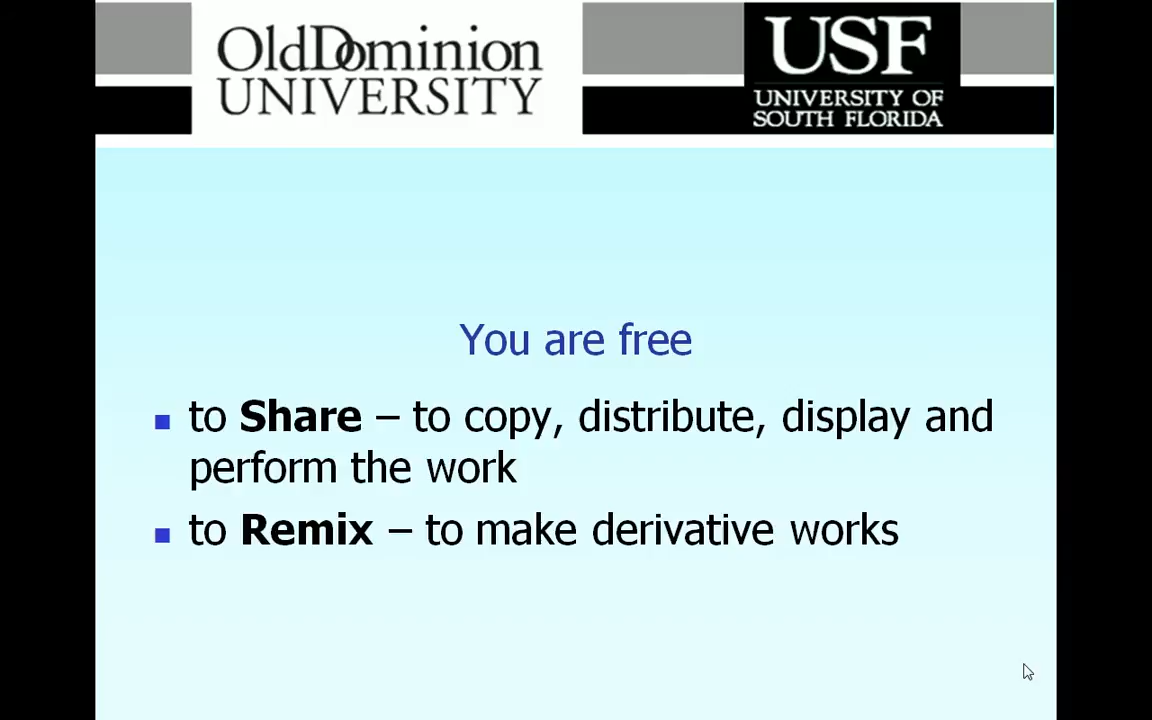 OldDominion
UNIVERSITY
USF
UNIVERSITY OF
SOUTH FLORIDA
You are free
to Share – to copy, distribute, display and
perform the work
to Remix – to make derivative works